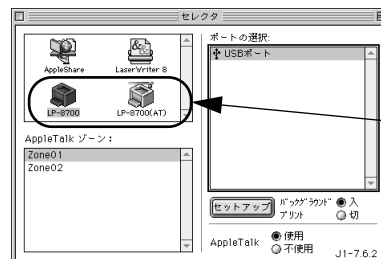 セレクタ
ポートの選択:
USBポート
AppleShare
LaserWriter 8
LP-8700
LP-8700(AT)
AppleTalk ゾーン：
Zone01
Zone02
セットアップ
バックグラウンド
プリント
入
切
AppleTalk
使用
不使用
J1-7.6.2